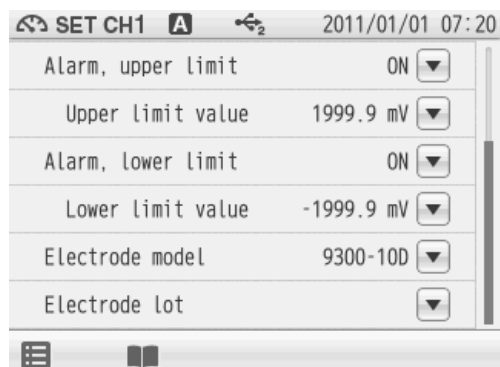 SET CH1 A 2 2011/01/01 07:20
Alarm, upper limit ON
Upper limit value 1999.9 mV
Alarm, lower limit ON
Lower limit value -1999.9 mV
Electrode model 9300-10D
Electrode lot